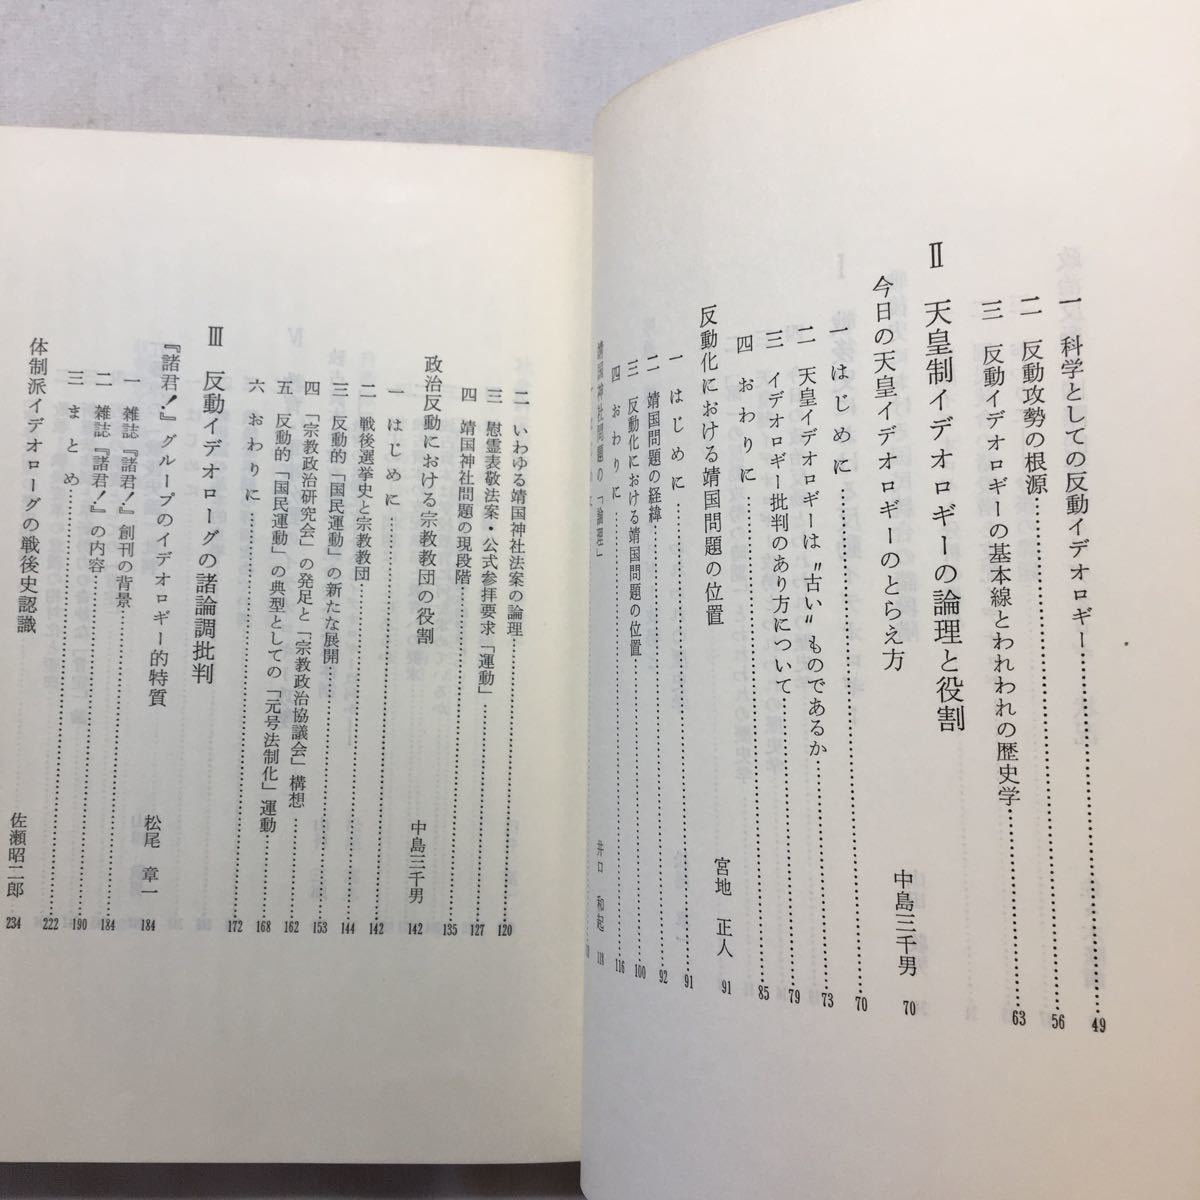 一 科学としての反動イデオロギー……49
二 反動攻勢の根源……56
三 反動イデオロギーの基本線とわれわれの歴史学……63
Ⅱ 天皇制イデオロギーの論理と役割
今日の天皇イデオロギーのとらえ方 中島三千男 70
一 はじめに……70
二 天皇イデオロギーは〝古い〟ものであるか……73
三 イデオロギー批判のあり方について……79
四 おわりに……85
反動化における靖国問題の位置 宮地 正人 91
一 はじめに……91
二 靖国問題の経緯……92
三 反動化における靖国問題の位置……100
四 おわりに……116
靖国神社問題の「論理」 井口 和起 118
二 いわゆる靖国神社法案の論理……120
三 慰霊表敬法案・公式参拝要求「運動」……127
四 靖国神社問題の現段階……135
政治反動における宗教教団の役割 中島三千男 142
一 はじめに……142
二 戦後選挙史と宗教教団……142
三 反動的「国民運動」の新たな展開……144
四 「宗教政治研究会」の発足と「宗教政治協議会」構想……153
五 反動的「国民運動」の典型としての「元号法制化」運動……162
六 おわりに……168
172
Ⅲ 反動イデオローグの諸論調批判
『諸君！』グループのイデオロギー的特質 松尾 章一 184
一 雑誌『諸君！』創刊の背景……184
二 雑誌『諸君！』の内容……190
三 まとめ……222
体制派イデオローグの戦後史認識 佐瀬昭二郎 234